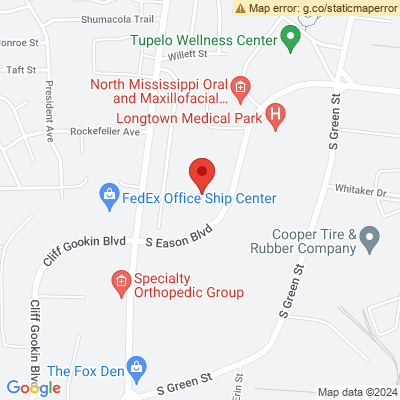 Map error: g.co/staticmaperror
Shumacola Trail
Tupelo Wellness Center
Monroe St
Willett St
Taft St
President Ave
North Mississippi Oral
and Maxillofacial...
Longtown Medical Park
H
Rockefeller Ave
S Green St
Whitaker Dr
FedEx Office Ship Center
Cliff Gookin Blvd
S Eason Blvd
Cooper Tire &
Rubber Company
Specialty
Orthopedic Group
S Green St
Cliff Gookin Blvd
The Fox Den
S Green St
Erin St
Google
Map data ©2024